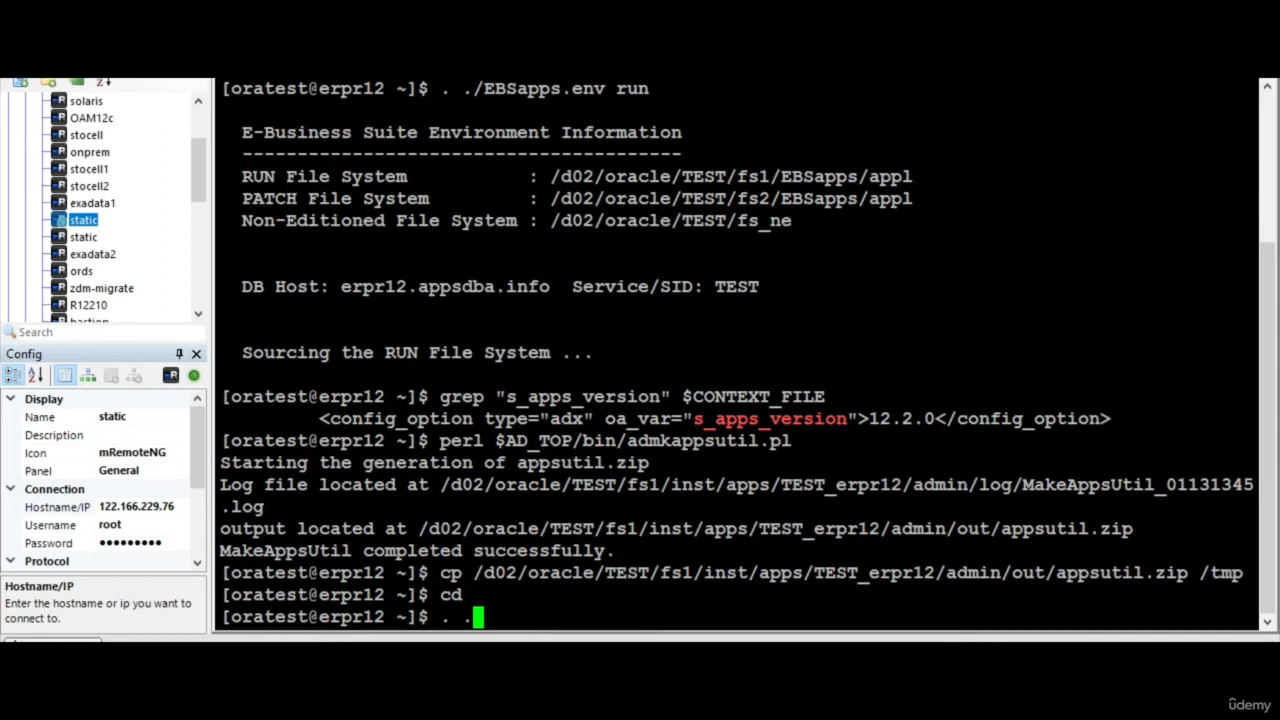 solaris
OAM12c
stocell
onprem
stocell1
stocell2
exadata1
static
static
exadata2
ords
zdm-migrate
R12210
Search
Config
Display
Name static
Description
Icon mRemoteNG
Panel General
Connection
Hostname/IP 122.166.229.76
Username root
Password ●●●●●●●●●
Protocol
Hostname/IP
Enter the hostname or ip you want to
connect to.
[oratest@erpr12 ~]$ . ./EBSapps.env run
E-Business Suite Environment Information
----------------------------------------
RUN File System : /d02/oracle/TEST/fs1/EBSapps/appl
PATCH File System : /d02/oracle/TEST/fs2/EBSapps/appl
Non-Editioned File System : /d02/oracle/TEST/fs_ne
DB Host: erpr12.appsdba.info Service/SID: TEST
Sourcing the RUN File System ...
[oratest@erpr12 ~]$ grep "s_apps_version" $CONTEXT_FILE
<config_option type="adx" oa_var="s_apps_version">12.2.0</config_option>
[oratest@erpr12 ~]$ perl $AD_TOP/bin/admkappsutil.pl
Starting the generation of appsutil.zip
Log file located at /d02/oracle/TEST/fs1/inst/apps/TEST_erpr12/admin/log/MakeAppsUtil_01131345
.log
output located at /d02/oracle/TEST/fs1/inst/apps/TEST_erpr12/admin/out/appsutil.zip
MakeAppsUtil completed successfully.
[oratest@erpr12 ~]$ cp /d02/oracle/TEST/fs1/inst/apps/TEST_erpr12/admin/out/appsutil.zip /tmp
[oratest@erpr12 ~]$ cd
[oratest@erpr12 ~]$ . .
ûdemy